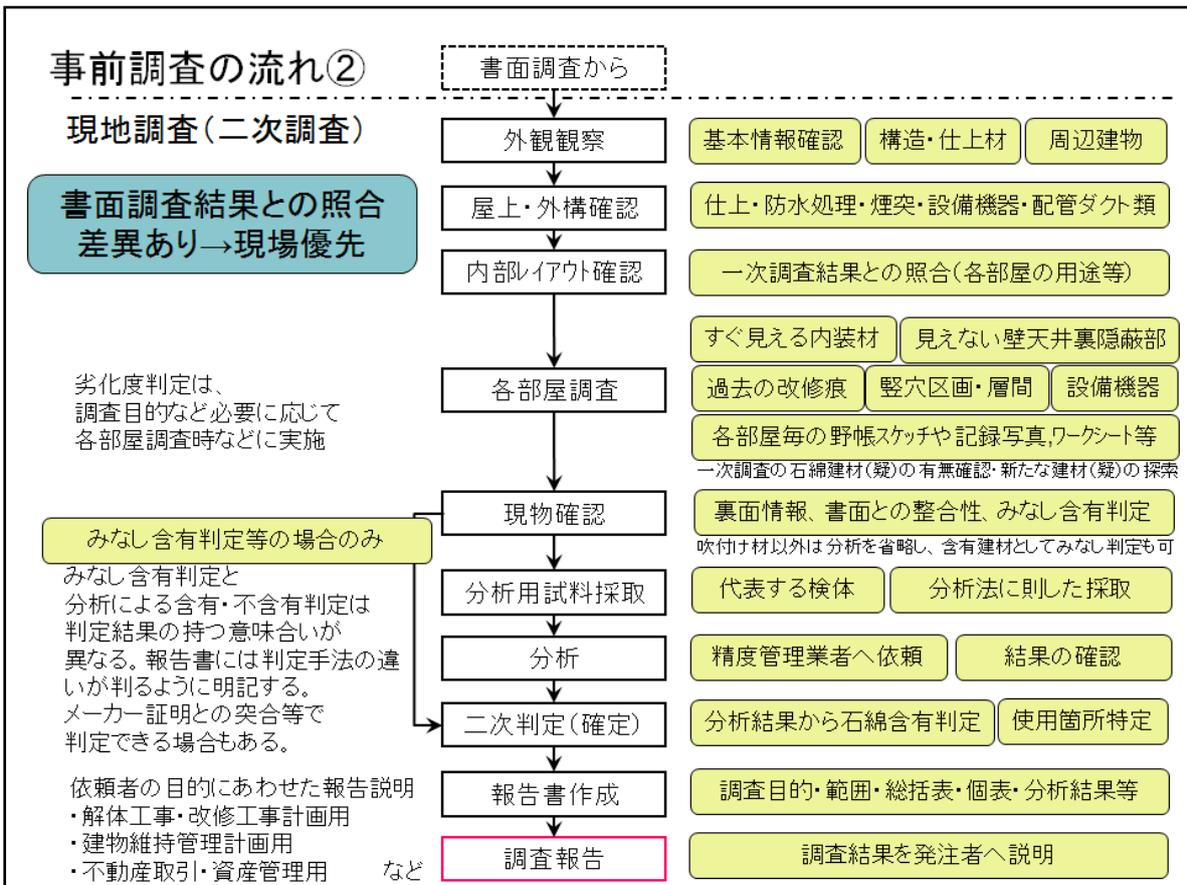 事前調査の流れ②
書面調査から
現地調査(二次調査)
外観観察
基本情報確認
構造・仕上材
周辺建物
書面調査結果との照合
差異あり→現場優先
屋上・外構確認
仕上・防水処理・煙突・設備機器・配管ダクト類
内部レイアウト確認
一次調査結果との照合(各部屋の用途等)
すぐ見える内装材
見えない壁天井裏隠蔽部
劣化度判定は、
調査目的など必要に応じて
各部屋調査時などに実施
各部屋調査
過去の改修痕
竪穴区画・層間
設備機器
各部屋毎の野帳スケッチや記録写真,ワークシート等
一次調査の石綿建材(疑)の有無確認・新たな建材(疑)の探索
現物確認
裏面情報、書面との整合性、みなし含有判定
吹付け材以外は分析を省略し、含有建材としてみなし判定も可
みなし含有判定等の場合のみ
みなし含有判定と
分析による含有・不含有判定は
判定結果の持つ意味合いが
異なる。報告書には判定手法の違
いが判るように明記する。
メーカー証明との突合等で
判定できる場合もある。
分析用試料採取
代表する検体
分析法に則した採取
分析
精度管理業者へ依頼
結果の確認
二次判定(確定)
分析結果から石綿含有判定
使用箇所特定
依頼者の目的にあわせた報告説明
・解体工事・改修工事計画用
・建物維持管理計画用
・不動産取引・資産管理用 など
報告書作成
調査目的・範囲・総括表・個表・分析結果等
調査報告
調査結果を発注者へ説明